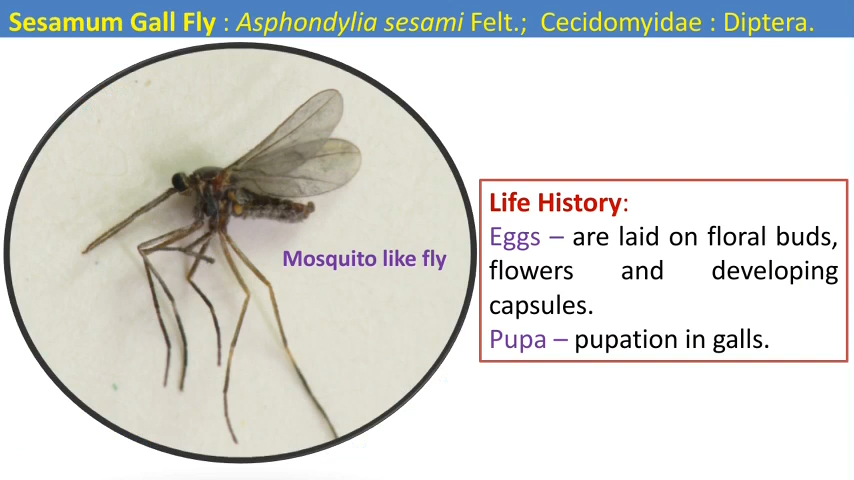 Sesamum Gall Fly : Asphondylia sesami Felt.; Cecidomyidae : Diptera.
Mosquito like fly
Life History:
Eggs – are laid on floral buds,
flowers and developing
capsules.
Pupa – pupation in galls.